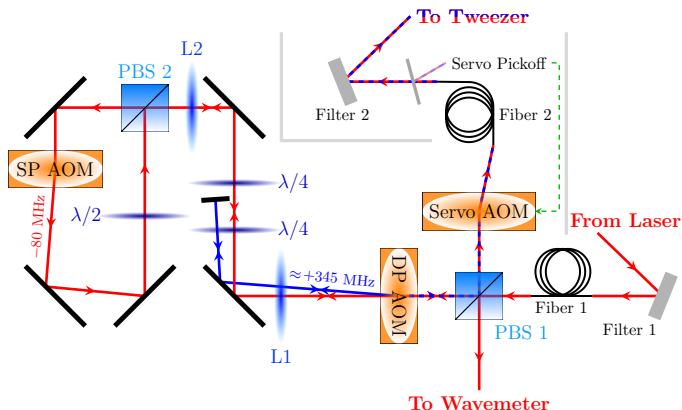 To Tweezer
L2
PBS 2
Servo Pickoff
Filter 2
Fiber 2
SP AOM
λ/4
λ/2
Servo AOM
From Laser
λ/4
~80 MHz
≈+345 MHz
DP AOM
Fiber 1
PBS 1
Filter 1
L1
To Wavemeter